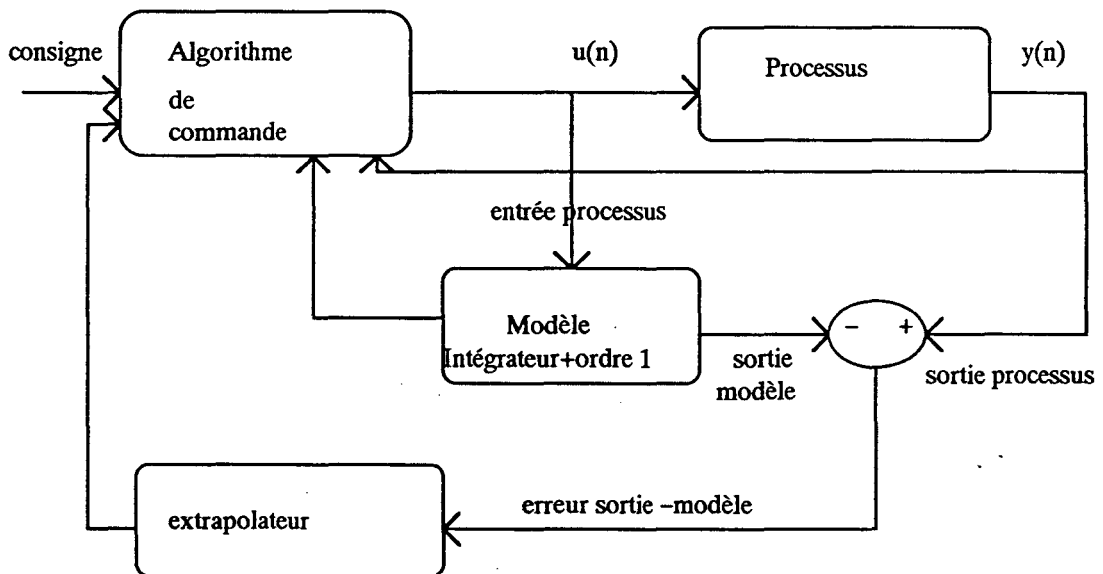 consigne
Algorithme
de
commande
u(n)
Processus
y(n)
entrée processus
Modèle
Intégrateur+ordre 1
−
+
sortie
modèle
sortie processus
extrapolateur
erreur sortie –modèle